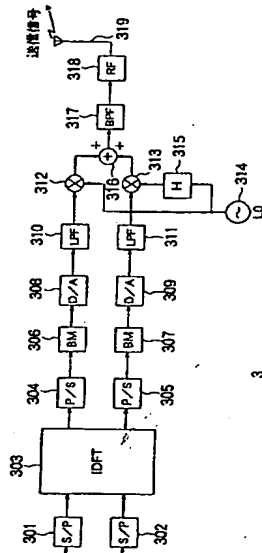 送信信号
319
318
RF
317
BPF
+
+
316
312
313
315
H
314
LO
310
LPF
311
LPF
308
D/A
309
D/A
306
BM
307
BM
304
P/S
305
P/S
303
IDFT
301
S/P
302
S/P
3